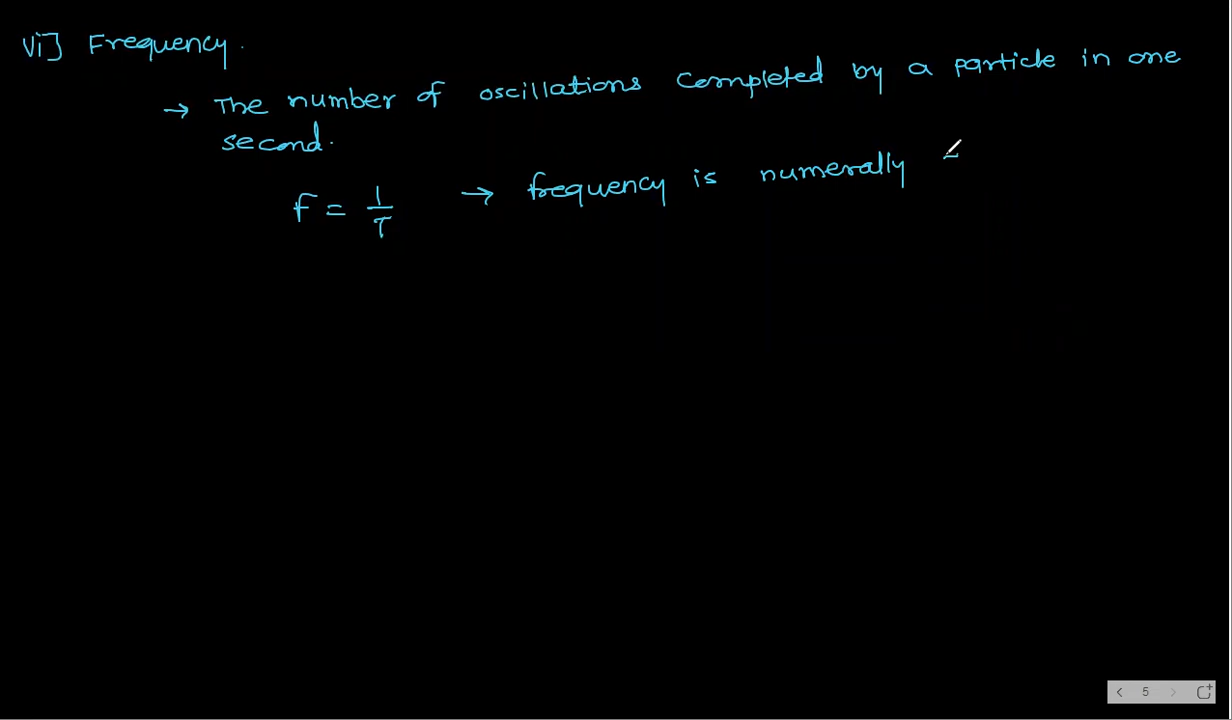 vi] Frequency.
→ The number of oscillations completed by a particle in one
second.
f = 1/T → frequency is numerally
5